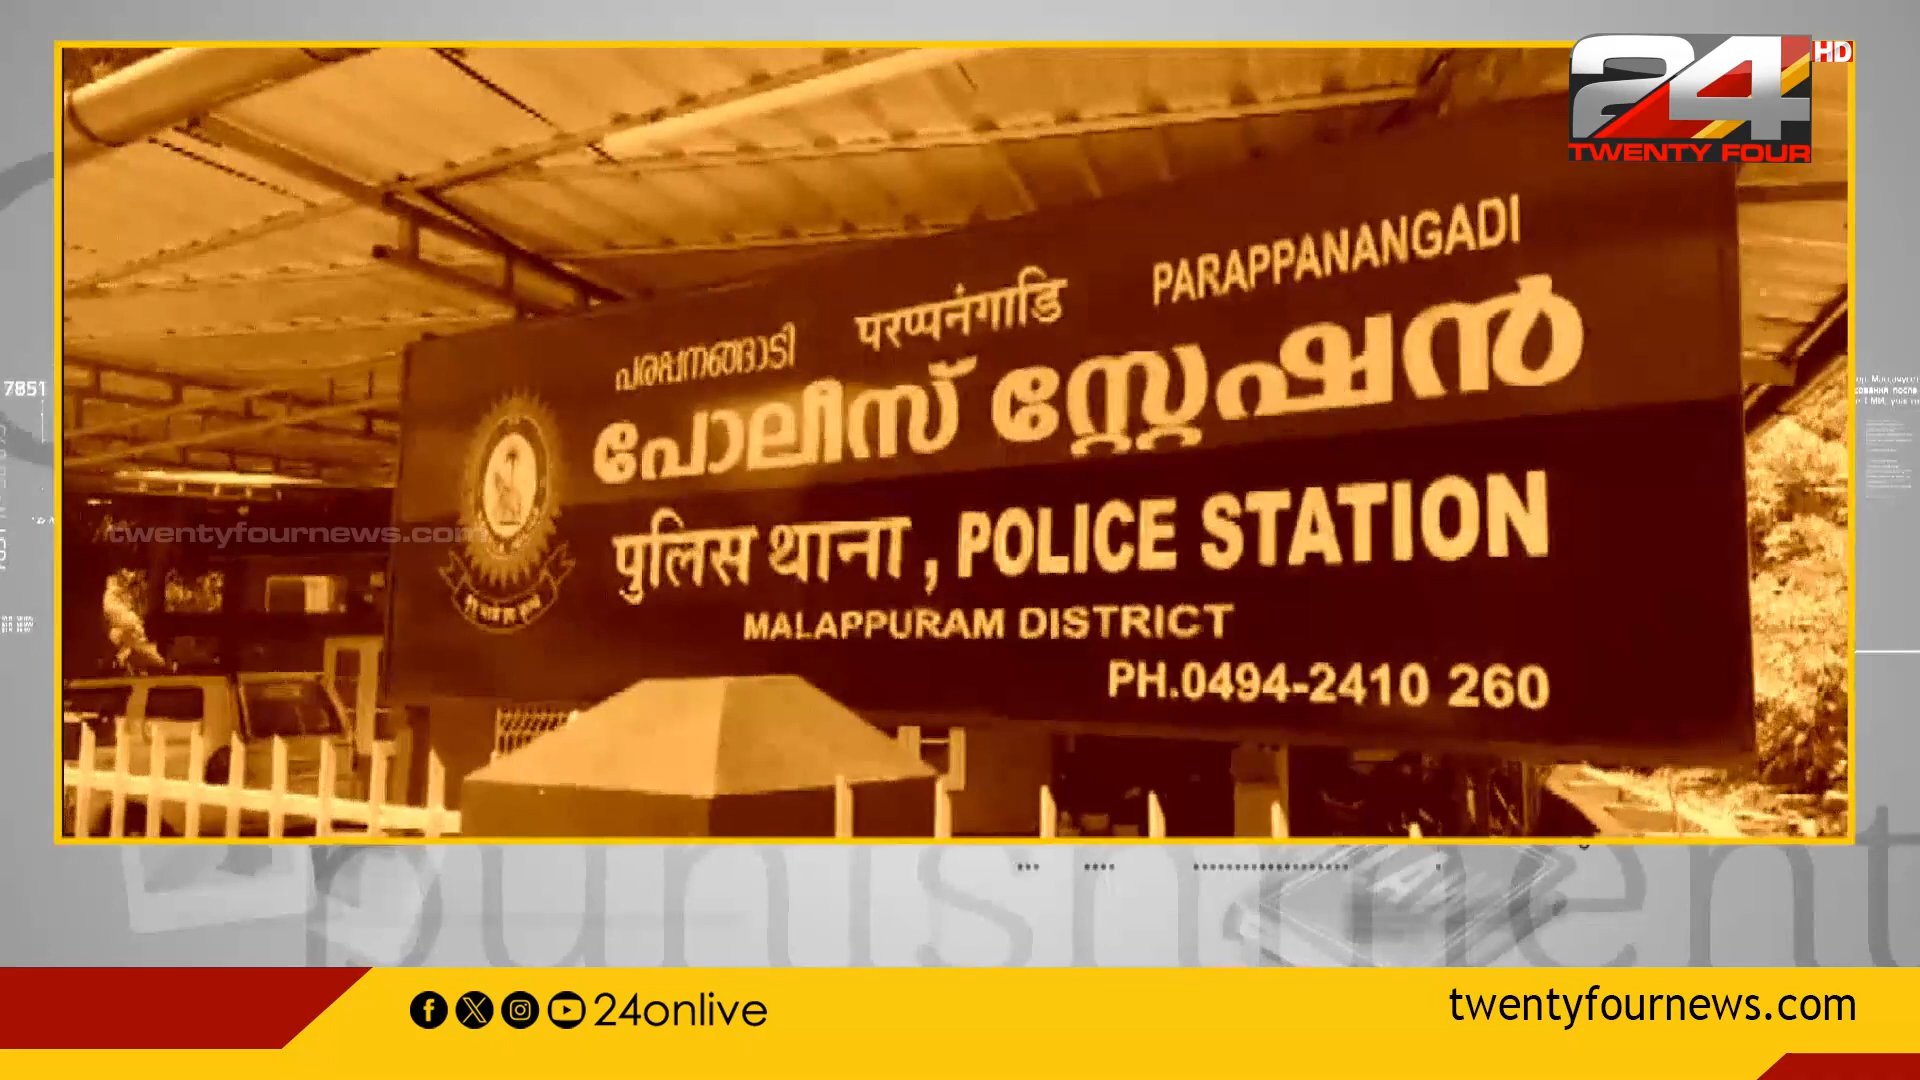 24 HD
TWENTY FOUR
പരപ്പനങ്ങാടി परप्पनंगाडि PARAPPANANGADI
പോലീസ് സ്റ്റേഷൻ
पुलिस थाना , POLICE STATION
MALAPPURAM DISTRICT
PH.0494-2410 260
twentyfournews.com
7851
punishment
24onlive
twentyfournews.com